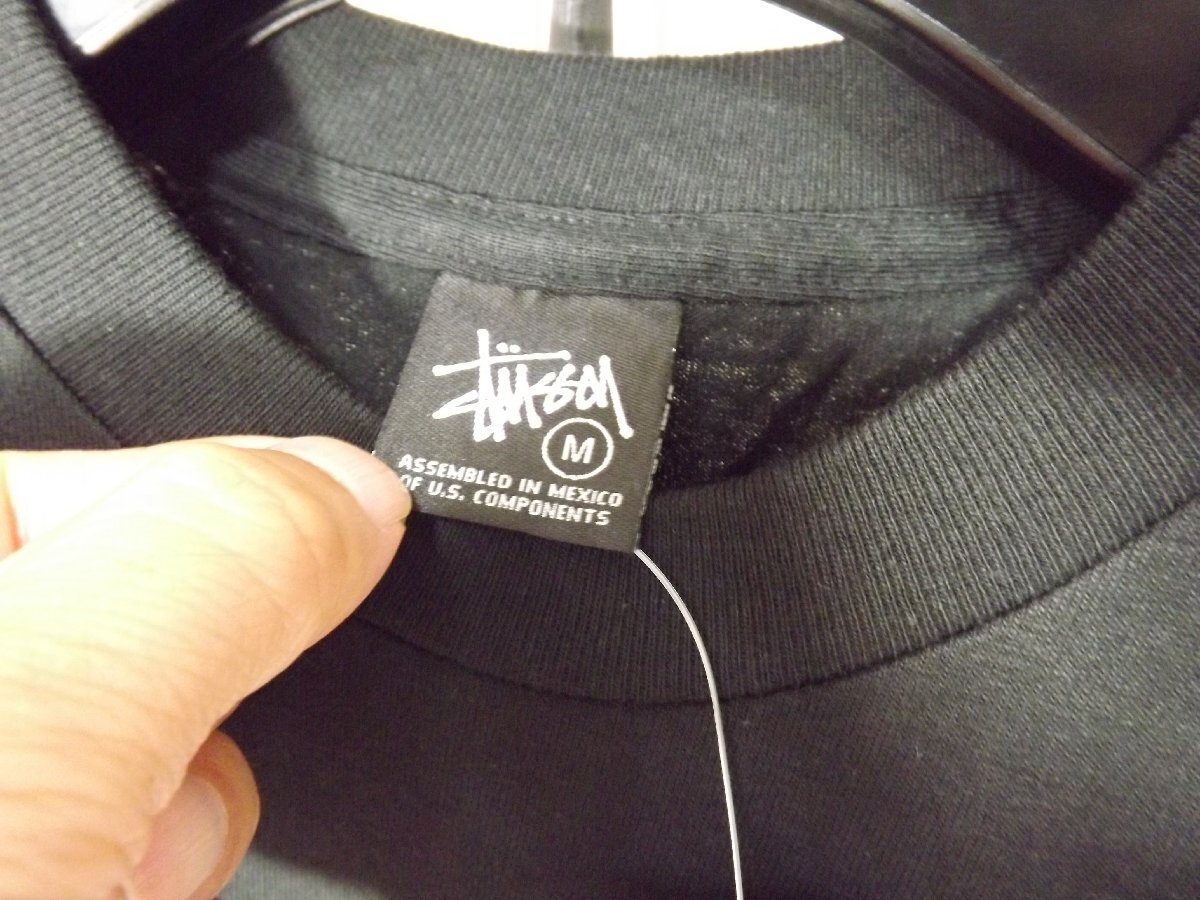 Stüssy
M
ASSEMBLED IN MEXICO
OF U.S. COMPONENTS